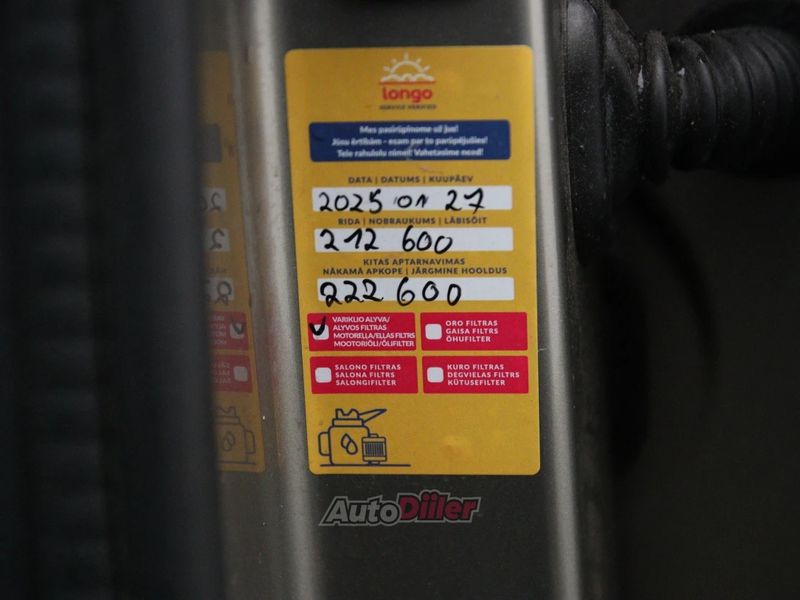 longo
SERVICE VERIFIED
Mes pasirūpinome už jus!
Jūsu ērtībām - esam par to parūpējušies!
Teie rahulolu nimel! Vahetasime need!
DATA | DATUMS | KUUPÄEV
2025 01 27
RIDA | NOBRAUKUMS | LÄBISÕIT
212 600
KITAS APTARNAVIMAS
NĀKAMĀ APKOPE | JÄRGMINE HOOLDUS
222 600
VARIKLIO ALYVA/
ALYVOS FILTRAS
MOTORELLA/ELLAS FILTRS
MOOTORIÕLI/ÕLIFILTER
ORO FILTRAS
GAISA FILTRS
ÕHUFILTER
SALONO FILTRAS
SALONA FILTRS
SALONGIFILTER
KURO FILTRAS
DEGVIELAS FILTRS
KÜTUSEFILTER
AutoDiiler